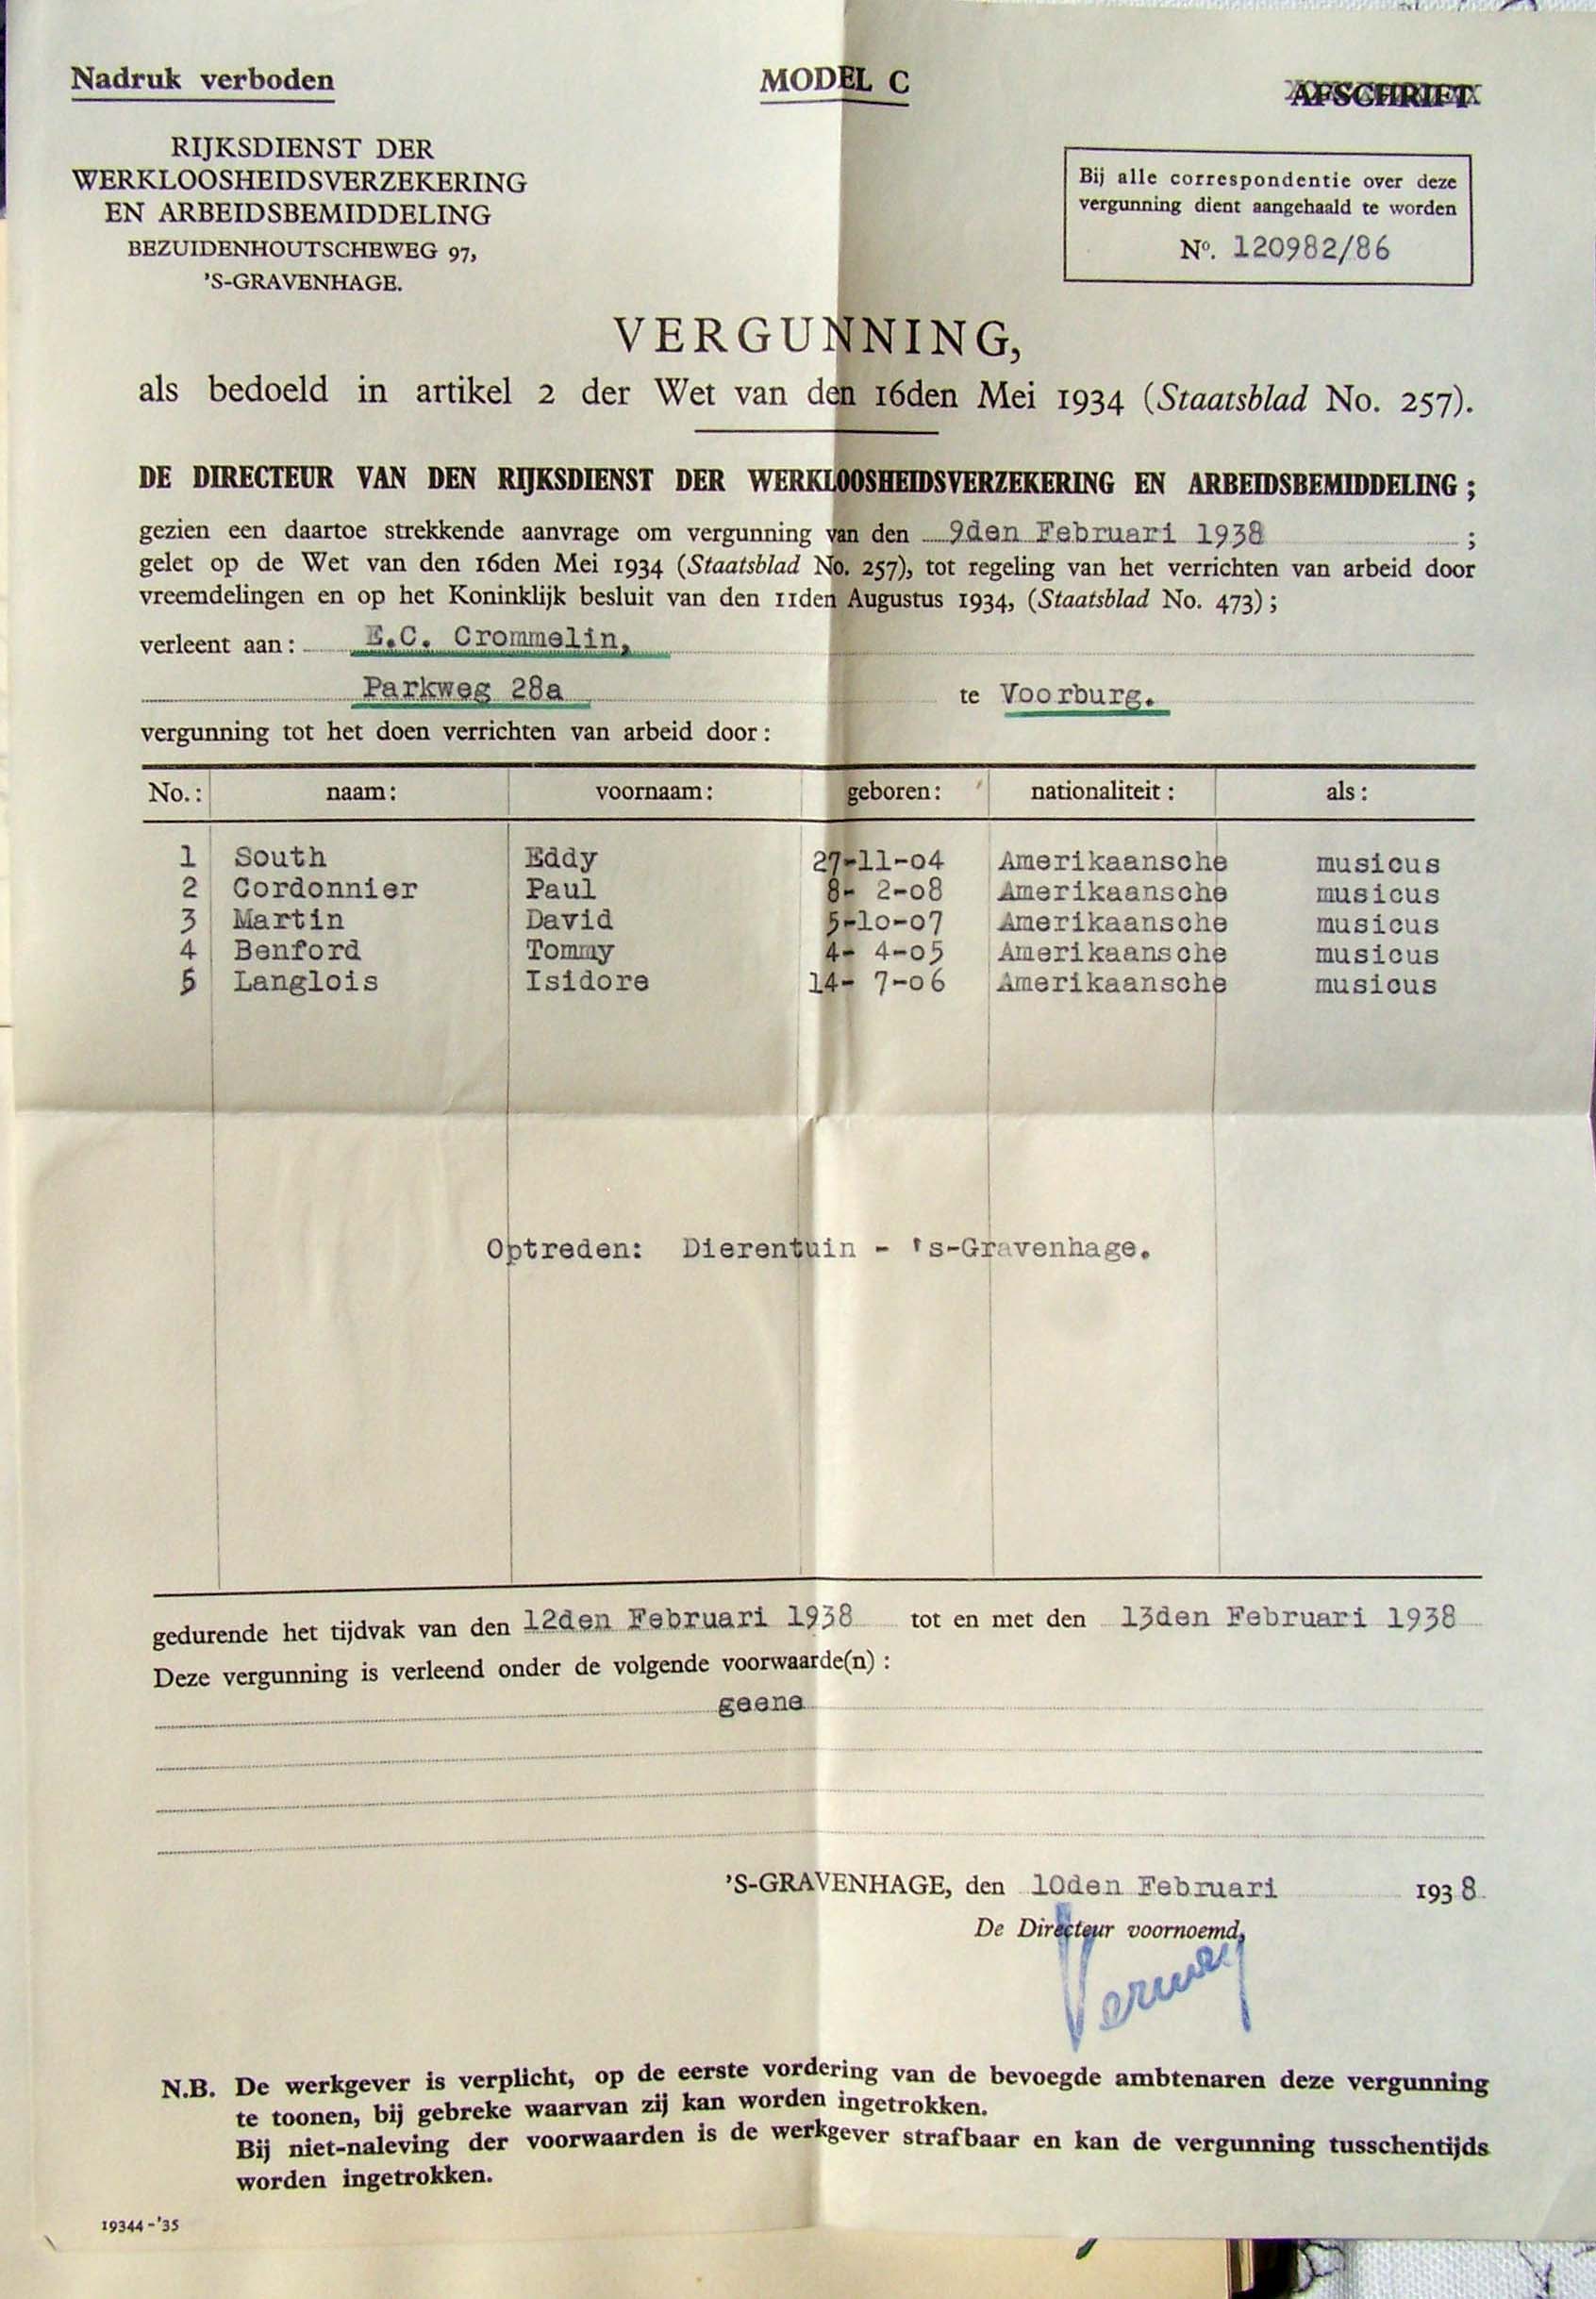 Nadruk verboden
MODEL C
AFSCHRIFT
RIJKSDIENST DER
WERKLOOSHEIDSVERZEKERING
EN ARBEIDSBEMIDDELING
BEZUIDENHOUTSCHEWEG 97,
'S-GRAVENHAGE.
Bij alle correspondentie over deze
vergunning dient aangehaald te worden
No. 120982/86
VERGUNNING,
als bedoeld in artikel 2 der Wet van den 16den Mei 1934 (Staatsblad No. 257).
DE DIRECTEUR VAN DEN RIJKSDIENST DER WERKLOOSHEIDSVERZEKERING EN ARBEIDSBEMIDDELING ;
gezien een daartoe strekkende aanvrage om vergunning van den 9den Februari 1938 ;
gelet op de Wet van den 16den Mei 1934 (Staatsblad No. 257), tot regeling van het verrichten van arbeid door
vreemdelingen en op het Koninklijk besluit van den 11den Augustus 1934, (Staatsblad No. 473) ;
verleent aan : E.C. Crommelin,
Parkweg 28a te Voorburg.
vergunning tot het doen verrichten van arbeid door :
No. : naam : voornaam : geboren : nationaliteit : als :
1 South Eddy 27-11-04 Amerikaansche musicus
2 Cordonnier Paul 8- 2-08 Amerikaansche musicus
3 Martin David 5-10-07 Amerikaansche musicus
4 Benford Tommy 4- 4-05 Amerikaansche musicus
5 Langlois Isidore 14- 7-06 Amerikaansche musicus
Optreden: Dierentuin - 's-Gravenhage.
gedurende het tijdvak van den 12den Februari 1938 tot en met den 13den Februari 1938
Deze vergunning is verleend onder de volgende voorwaarde(n) :
geene
'S-GRAVENHAGE, den 10den Februari 1938
De Directeur voornoemd,
Verwey
N.B. De werkgever is verplicht, op de eerste vordering van de bevoegde ambtenaren deze vergunning
te toonen, bij gebreke waarvan zij kan worden ingetrokken.
Bij niet-naleving der voorwaarden is de werkgever strafbaar en kan de vergunning tusschentijds
worden ingetrokken.
19344-'35